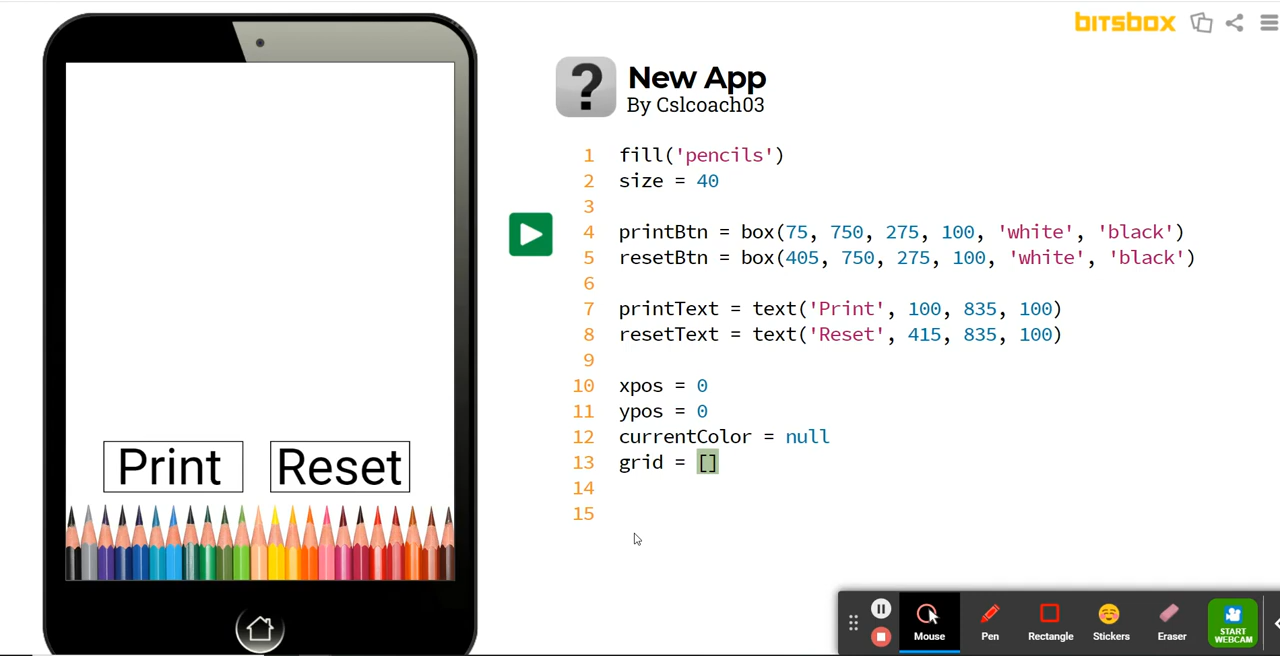 bitsbox
?
New App
By Cslcoach03
1 fill('pencils')
2 size = 40
3
4 printBtn = box(75, 750, 275, 100, 'white', 'black')
5 resetBtn = box(405, 750, 275, 100, 'white', 'black')
6
7 printText = text('Print', 100, 835, 100)
8 resetText = text('Reset', 415, 835, 100)
9
10 xpos = 0
11 ypos = 0
12 currentColor = null
13 grid = []
14
15
Print Reset
Mouse Pen Rectangle Stickers Eraser START WEBCAM